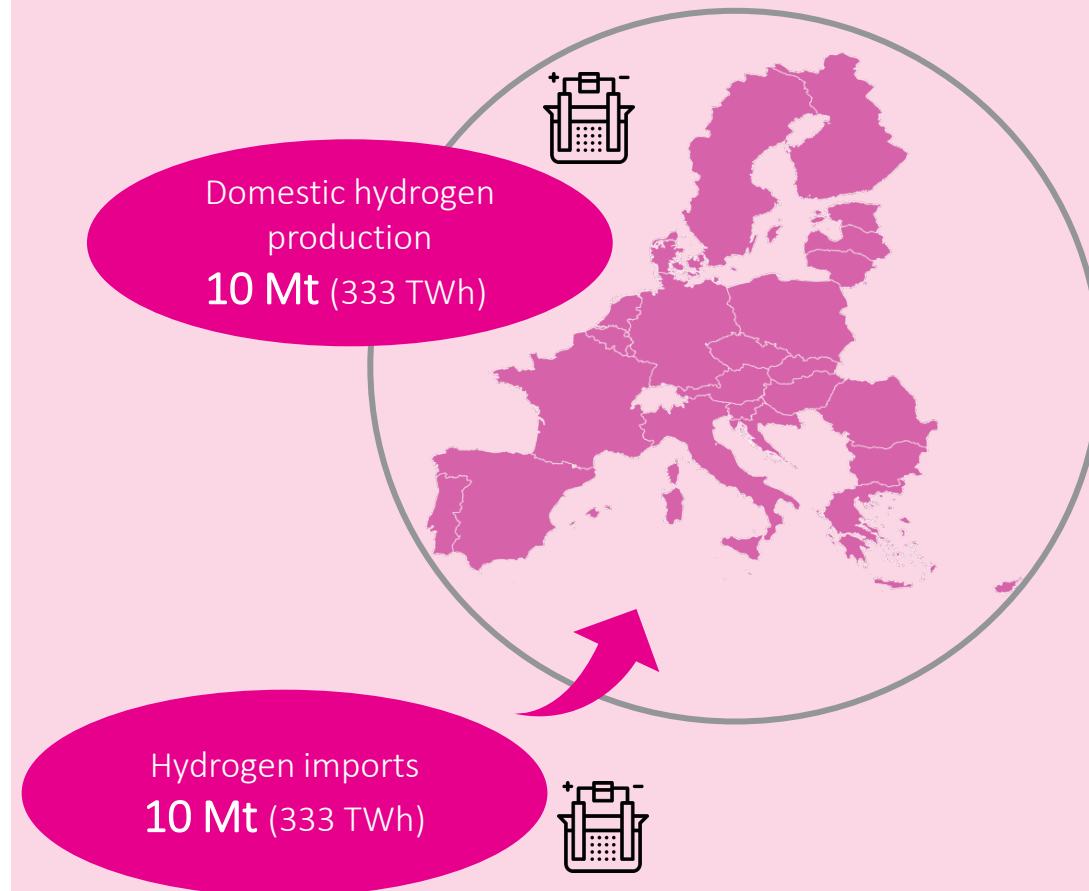 Domestic hydrogen
production
10 Mt (333 TWh)
Hydrogen imports
10 Mt (333 TWh)